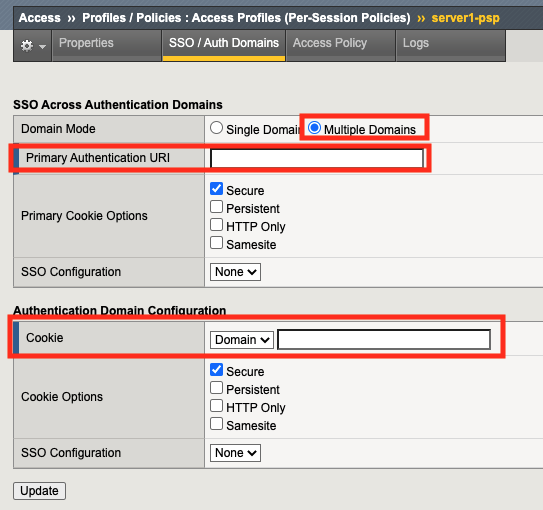 Access » Profiles / Policies : Access Profiles (Per-Session Policies) » server1-psp
Properties SSO / Auth Domains Access Policy Logs
SSO Across Authentication Domains
Domain Mode Single Domain Multiple Domains
Primary Authentication URI
Primary Cookie Options Secure
Persistent
HTTP Only
Samesite
SSO Configuration None
Authentication Domain Configuration
Cookie Domain
Cookie Options Secure
Persistent
HTTP Only
Samesite
SSO Configuration None
Update